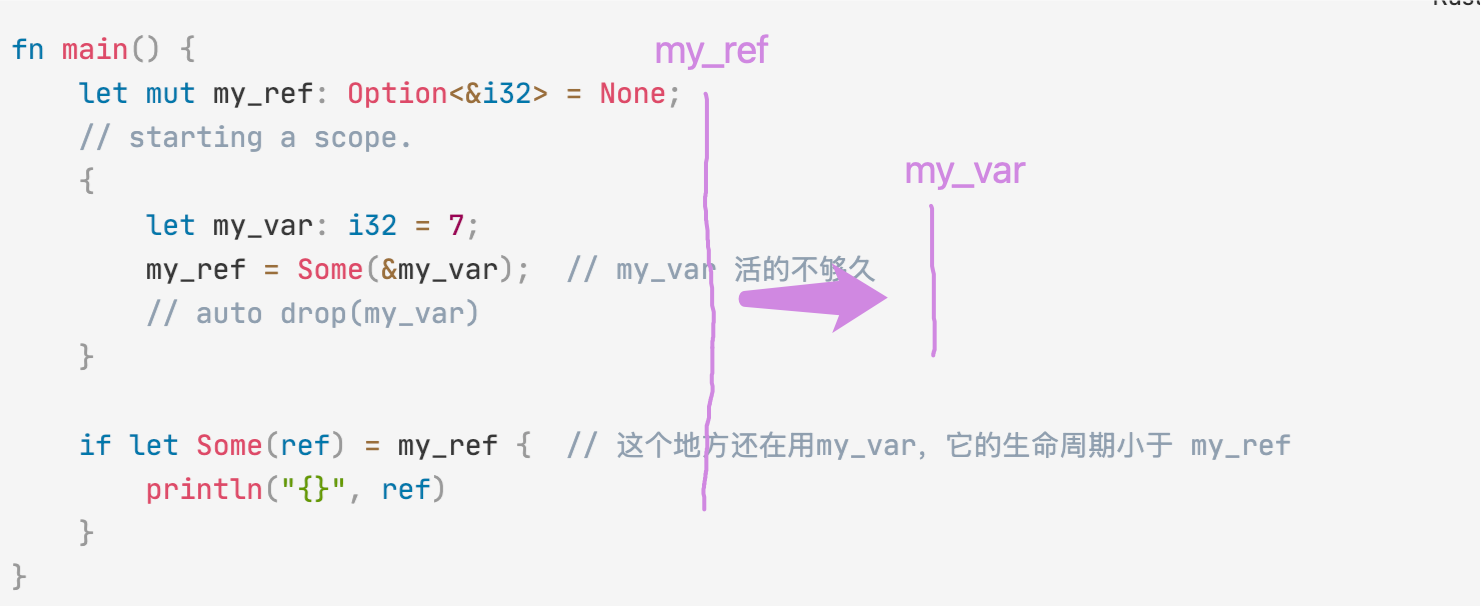 fn main() {
my_ref
let mut my_ref: Option<&i32> = None;
// starting a scope.
{
my_var
let my_var: i32 = 7;
my_ref = Some(&my_var);  // my_var 活的不够久
// auto drop(my_var)
}
if let Some(ref) = my_ref {  // 这个地方还在用my_var, 它的生命周期小于 my_ref
println("{}", ref)
}
}